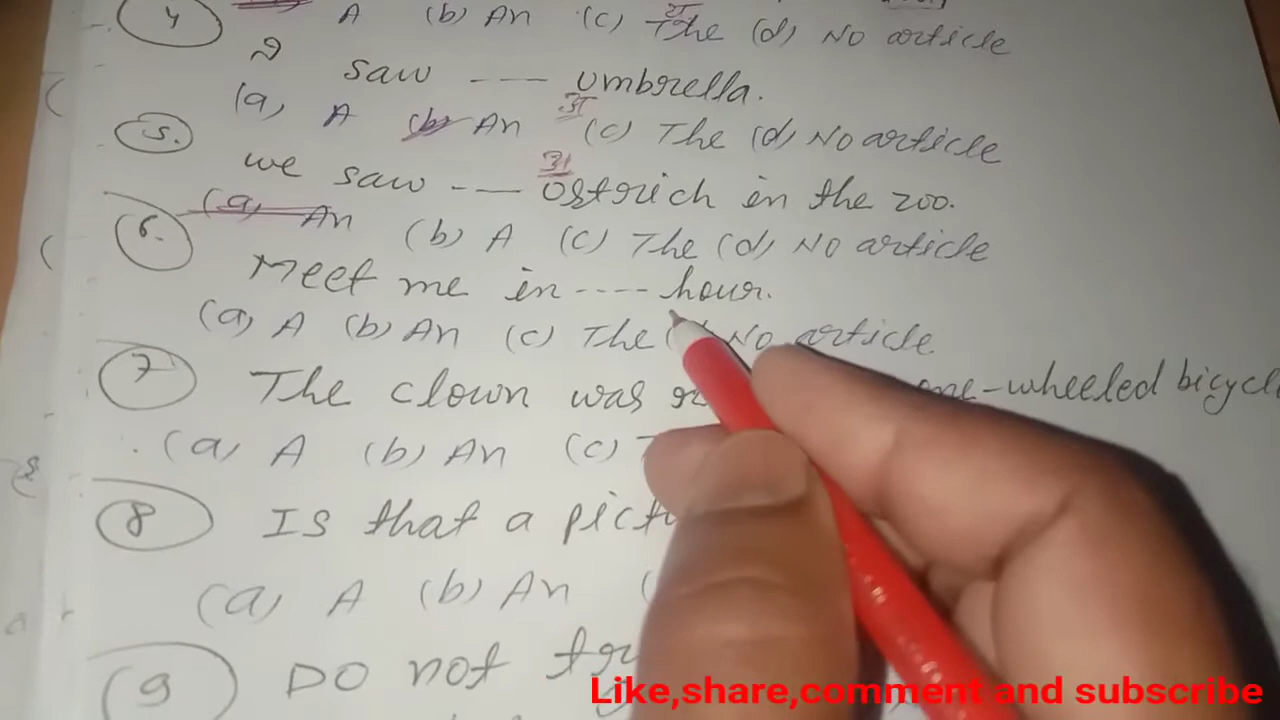 A (b) An (c) The (d) No article
4 I saw ---- umbrella.
(a) A (b) An (c) The (d) No article
5. we saw --- ostrich in the zoo.
(a) An (b) A (c) The (d) No article
6. Meet me in ---- hour.
(a) A (b) An (c) The No article.
7 The clown was one-wheeled bicycl
(a) A (b) An (c)
8 Is that a pict
(a) A (b) An
9 Do not
Like,share,comment and subscribe